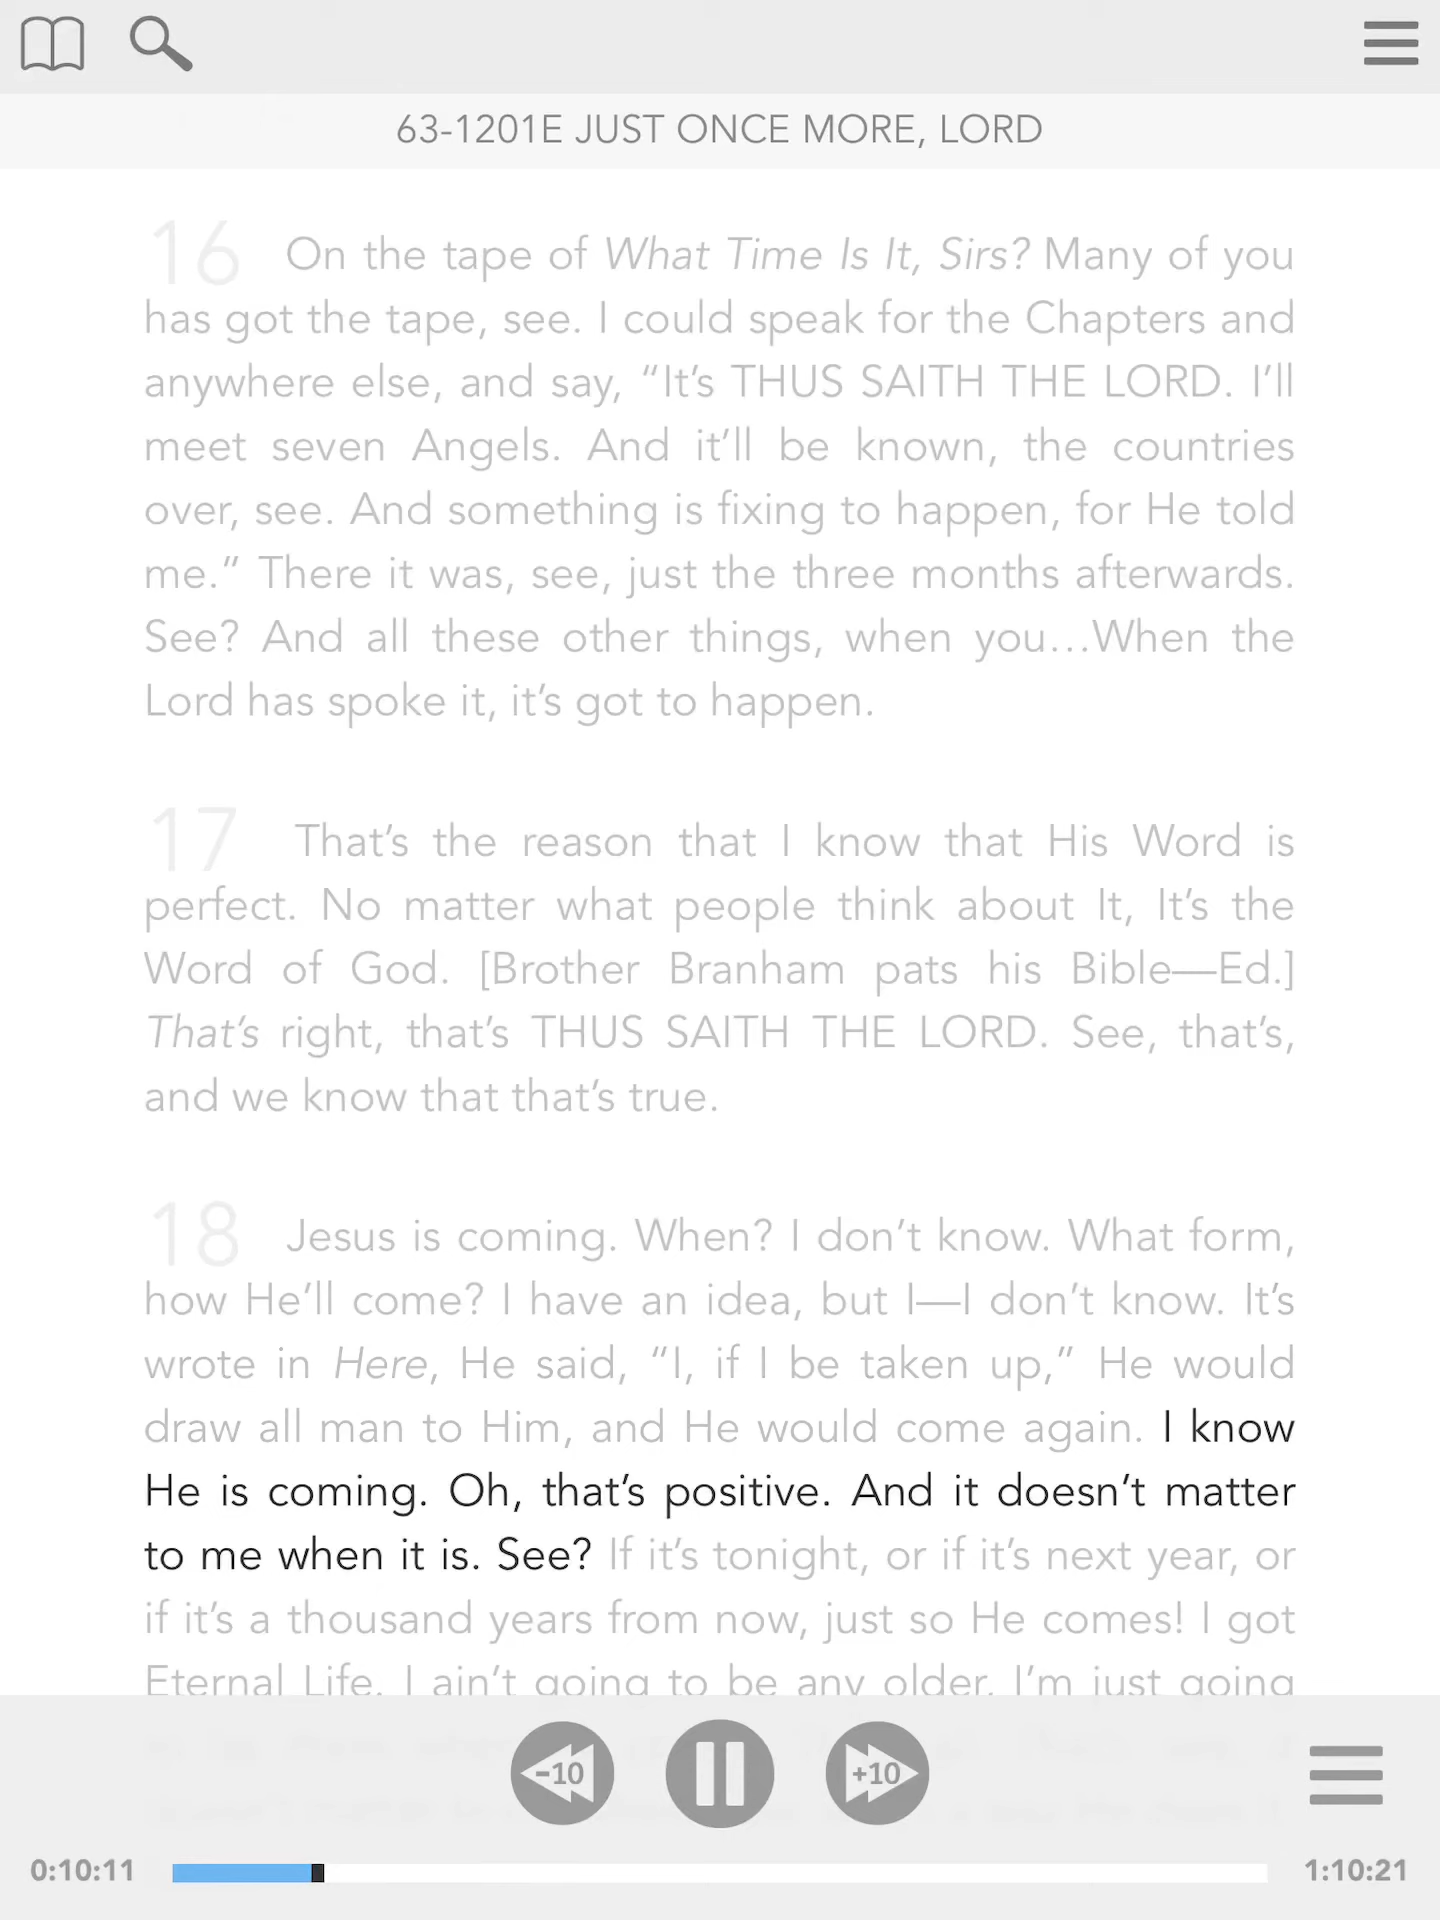 63-1201E JUST ONCE MORE, LORD
16 On the tape of What Time Is It, Sirs? Many of you
has got the tape, see. I could speak for the Chapters and
anywhere else, and say, “It’s THUS SAITH THE LORD. I’ll
meet seven Angels. And it’ll be known, the countries
over, see. And something is fixing to happen, for He told
me.” There it was, see, just the three months afterwards.
See? And all these other things, when you…When the
Lord has spoke it, it’s got to happen.
17 That’s the reason that I know that His Word is
perfect. No matter what people think about It, It’s the
Word of God. [Brother Branham pats his Bible—Ed.]
That’s right, that’s THUS SAITH THE LORD. See, that’s,
and we know that that’s true.
18 Jesus is coming. When? I don’t know. What form,
how He’ll come? I have an idea, but I—I don’t know. It’s
wrote in Here, He said, “I, if I be taken up,” He would
draw all man to Him, and He would come again. I know
He is coming. Oh, that’s positive. And it doesn’t matter
to me when it is. See? If it’s tonight, or if it’s next year, or
if it’s a thousand years from now, just so He comes! I got
Eternal Life. I ain’t going to be any older. I’m just going
-10 +10
0:10:11 1:10:21